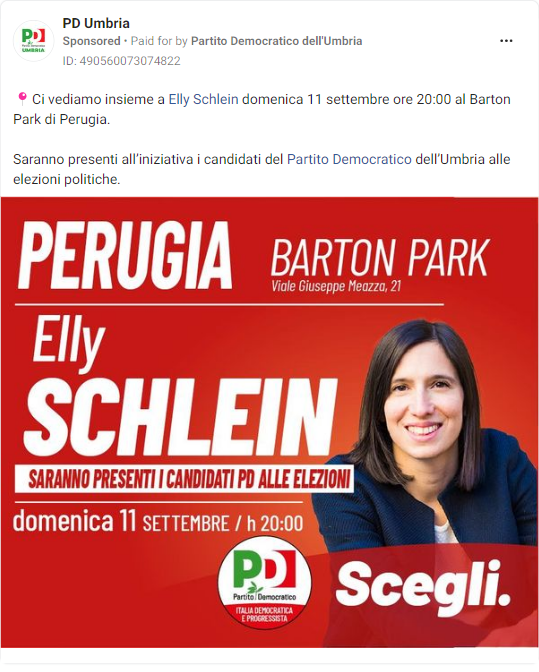 PD Umbria
Sponsored • Paid for by Partito Democratico dell'Umbria
ID: 490560073074822
Ci vediamo insieme a Elly Schlein domenica 11 settembre ore 20:00 al Barton
Park di Perugia.
Saranno presenti all'iniziativa i candidati del Partito Democratico dell'Umbria alle
elezioni politiche.
PERUGIA
BARTON PARK
Viale Giuseppe Meazza, 21
Elly
SCHLEIN
SARANNO PRESENTI I CANDIDATI PD ALLE ELEZIONI
domenica 11 SETTEMBRE / h 20:00
PD
Partito Democratico
ITALIA DEMOCRATICA
E PROGRESSISTA
Scegli.
PD
UMBRIA